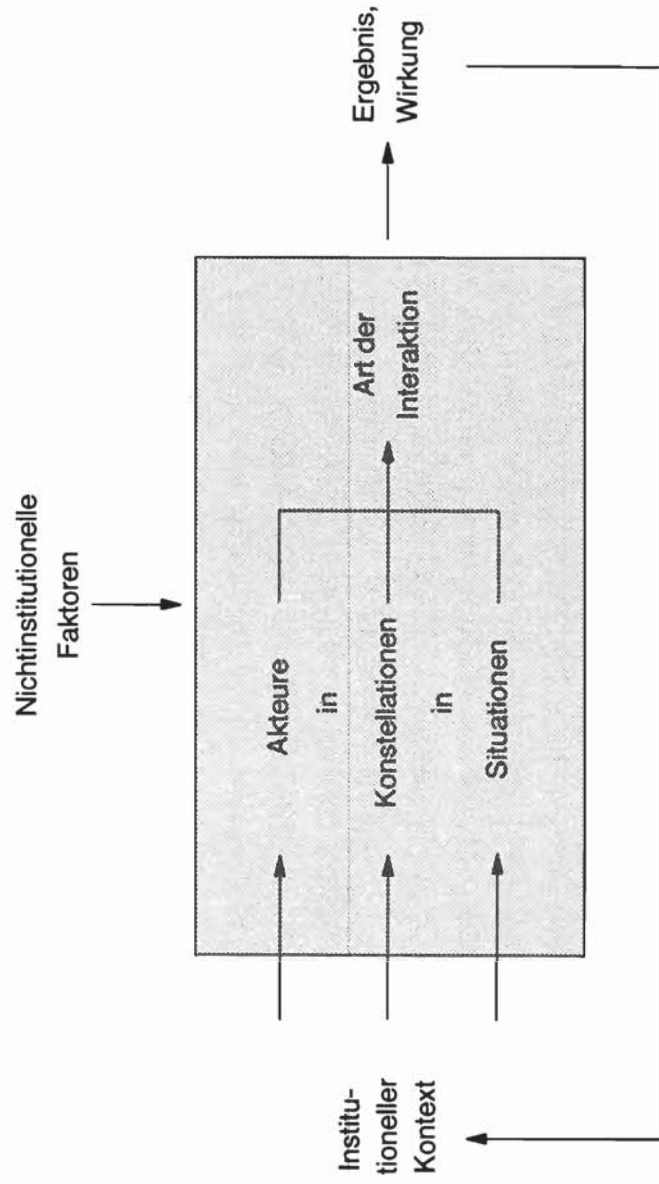 Nichtinstitutionelle
Faktoren
Institu-
tioneller
Kontext
Akteure
in
Konstellationen
in
Situationen
Art der
Interaktion
Ergebnis,
Wirkung